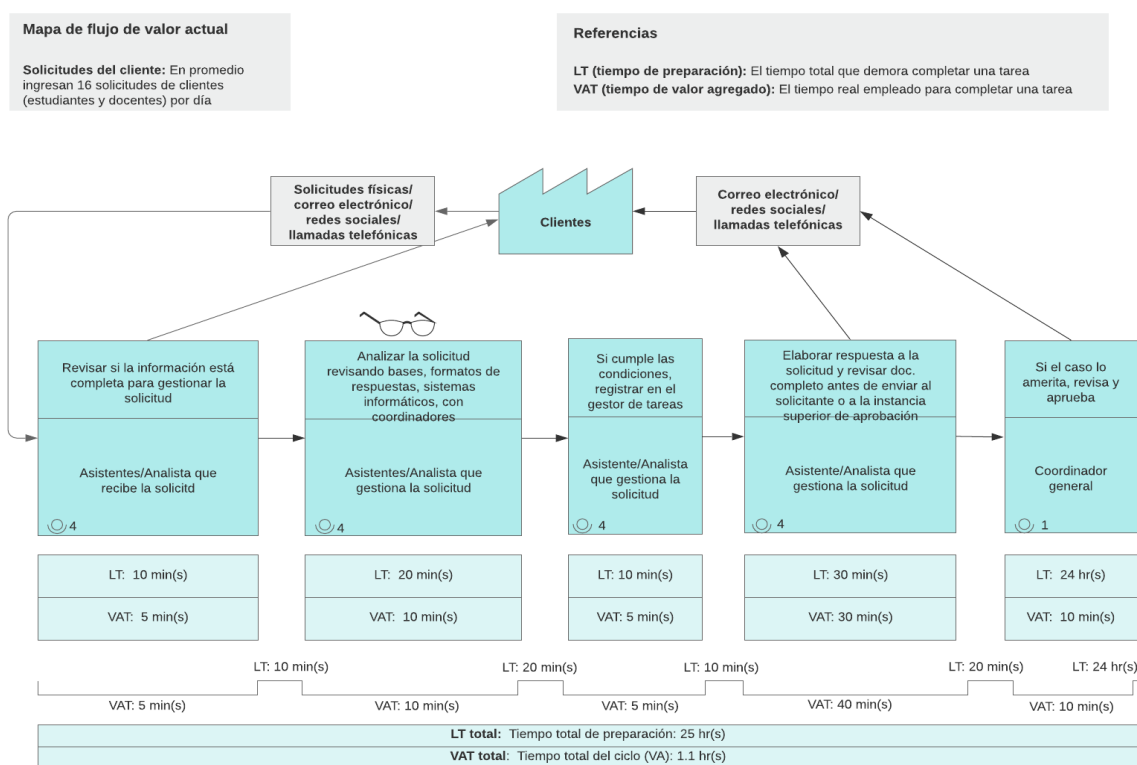 Mapa de flujo de valor actual
Solicitudes del cliente: En promedio
ingresan 16 solicitudes de clientes
(estudiantes y docentes) por día
Referencias
LT (tiempo de preparación): El tiempo total que demora completar una tarea
VAT (tiempo de valor agregado): El tiempo real empleado para completar una tarea
Solicitudes físicas/
correo electrónico/
redes sociales/
llamadas telefónicas
Clientes
Correo electrónico/
redes sociales/
llamadas telefónicas
Revisar si la información está
completa para gestionar la
solicitud
Asistentes/Analista que
recibe la solicitd
4
Analizar la solicitud
revisando bases, formatos de
respuestas, sistemas
informáticos, con
coordinadores
Asistentes/Analista que
gestiona la solicitud
4
Si cumple las
condiciones,
registrar en el
gestor de tareas
Asistente/Analista
que gestiona la
solicitud
4
Elaborar respuesta a la
solicitud y revisar doc.
completo antes de enviar al
solicitante o a la instancia
superior de aprobación
Asistente/Analista que
gestiona la solicitud
4
Si el caso lo
amerita, revisa y
aprueba
Coordinador
general
1
LT: 10 min(s)
LT: 20 min(s)
LT: 10 min(s)
LT: 30 min(s)
LT: 24 hr(s)
VAT: 5 min(s)
VAT: 10 min(s)
VAT: 5 min(s)
VAT: 30 min(s)
VAT: 10 min(s)
LT: 10 min(s)
LT: 20 min(s)
LT: 10 min(s)
LT: 20 min(s)
LT: 24 hr(s)
VAT: 5 min(s)
VAT: 10 min(s)
VAT: 5 min(s)
VAT: 40 min(s)
VAT: 10 min(s)
LT total: Tiempo total de preparación: 25 hr(s)
VAT total: Tiempo total del ciclo (VA): 1.1 hr(s)